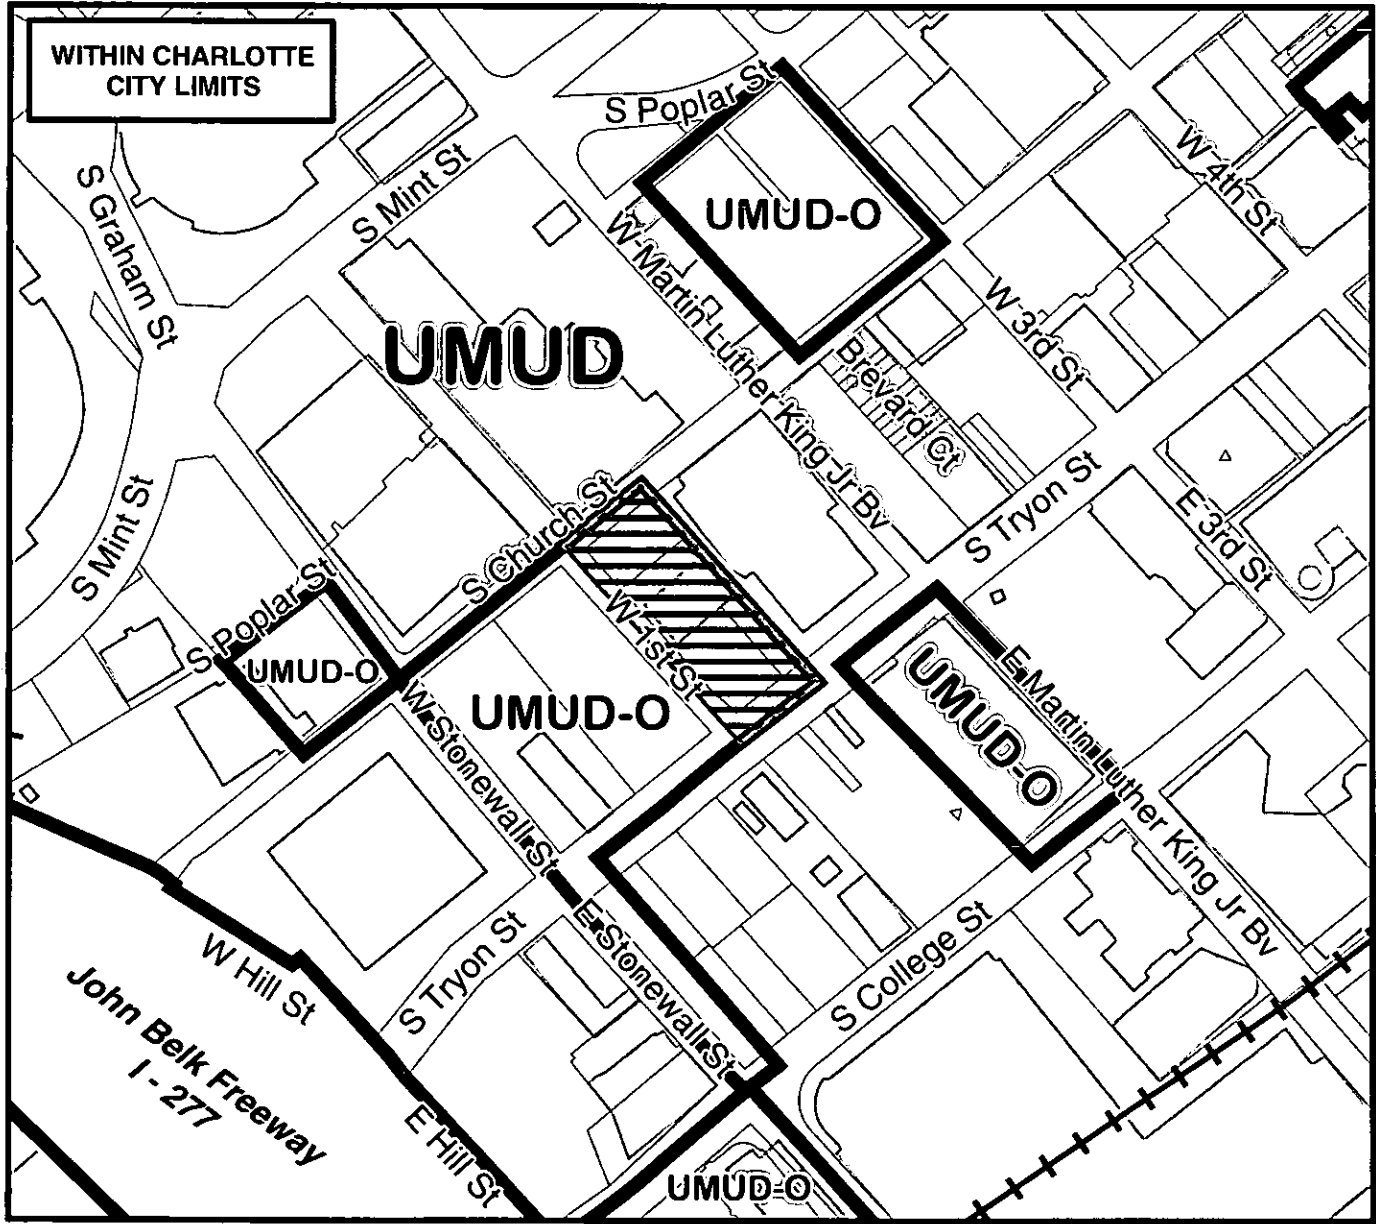 WITHIN CHARLOTTE
CITY LIMITS
S Poplar St
W 4th St
S Mint St
S Graham St
UMUD-O
W Martin Luther King Jr Bv
W 3rd St
UMUD
Brevard Ct
S Tryon St
E 3rd St
S Mint St
S Church St
S Poplar St
W 1st St
UMUD-O
UMUD-O
UMUD-O
E Martin Luther King Jr Bv
W Stonewall St
E Stonewall St
S College St
S Tryon St
W Hill St
John Belk Freeway
I - 277
E Hill St
UMUD-O